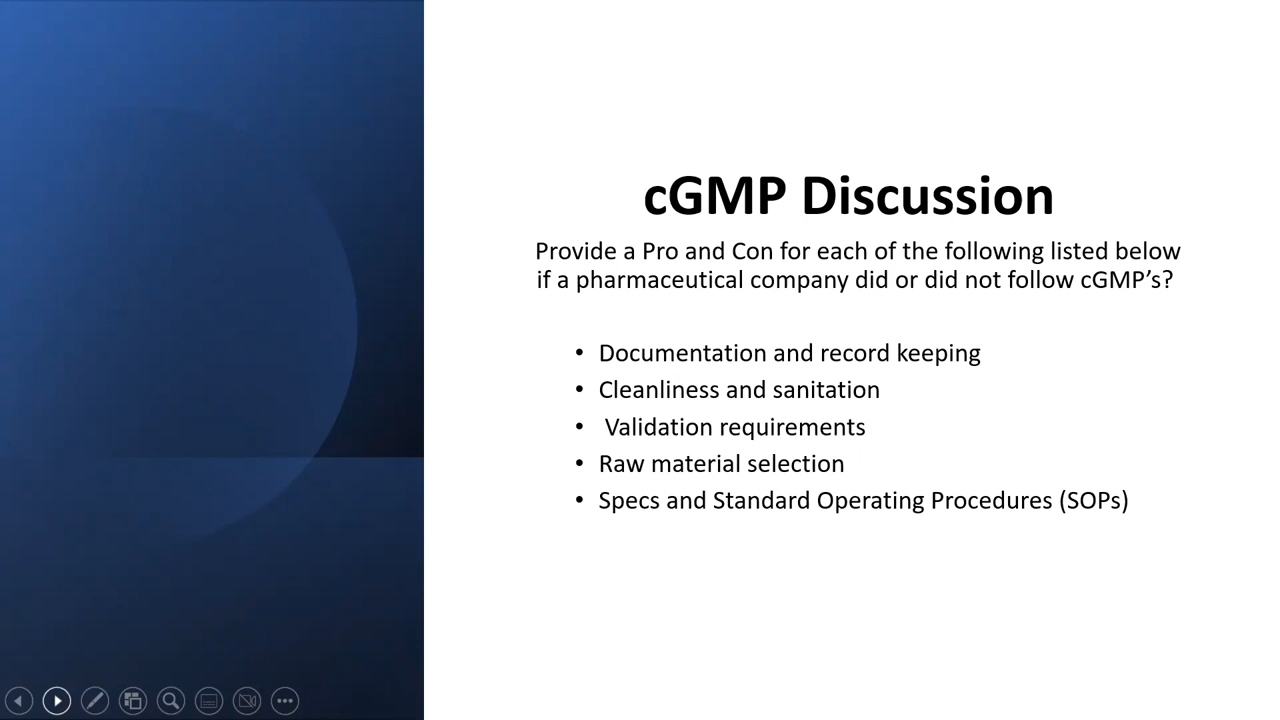 cGMP Discussion
Provide a Pro and Con for each of the following listed below
if a pharmaceutical company did or did not follow cGMP’s?
• Documentation and record keeping
• Cleanliness and sanitation
• Validation requirements
• Raw material selection
• Specs and Standard Operating Procedures (SOPs)